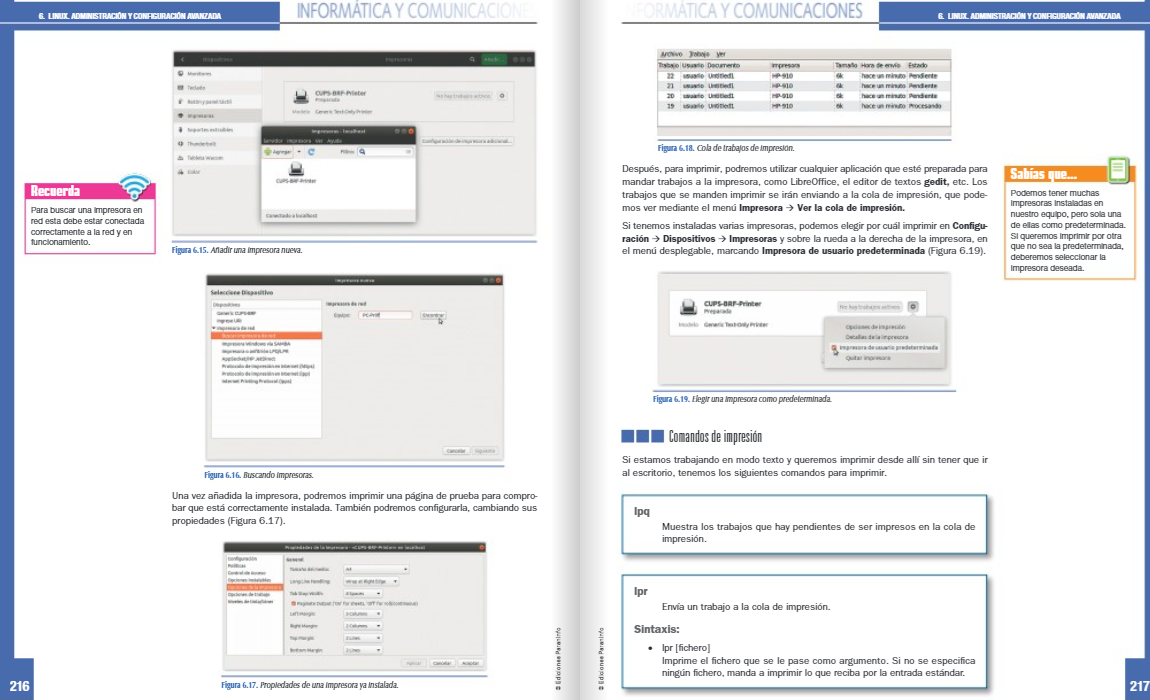 6. LINUX. ADMINISTRACIÓN Y CONFIGURACIÓN AVANZADA
INFORMÁTICA Y COMUNICACIONES
Dispositivos
Impresoras
Añadir...
Monitores
Teclado
Ratón y panel táctil
Impresoras
Soportes extraíbles
Thunderbolt
Tableta Wacom
Color
CUPS-BRF-Printer
Preparada
No hay trabajos activos
Modelo Generic Text-Only Printer
Configuración de impresora adicional...
Impresoras - localhost
Servidor Impresora Ver Ayuda
Agregar
Filtro:
CUPS-BRF-Printer
Conectado a localhost
Figura 6.15. Añadir una impresora nueva.
Recuerda
Para buscar una impresora en
red esta debe estar conectada
correctamente a la red y en
funcionamiento.
Impresora nueva
Seleccione Dispositivo
Dispositivos
Generic CUPS-BRF
Ingrese URI
Impresora de red
Buscar impresora de red
Impresora Windows vía SAMBA
Impresora o servidor LPD/LPR
AppSocket/HP JetDirect
Protocolo de impresión en Internet (https)
Protocolo de impresión en Internet (ipp)
Internet Printing Protocol (ipps)
Impresora de red
Equipo: PC-Prof
Encontrar
Cancelar Siguiente
Figura 6.16. Buscando impresoras.
Una vez añadida la impresora, podremos imprimir una página de prueba para compro-
bar que está correctamente instalada. También podremos configurarla, cambiando sus
propiedades (Figura 6.17).
Propiedades de la impresora - «CUPS-BRF-Printer» en localhost
Configuración
Políticas
Control de Acceso
Opciones instalables
Opciones de la impresora
Opciones de trabajo
Niveles de tinta/tóner
General
Tamaño del medio: A4
Long Line Handling: Wrap at Right Edge
Tab Stop Width: 8 Spaces
Paginate Output ('On' for sheets, 'Off' for roll/continuous)
Left Margin: 2 Columns
Right Margin: 2 Columns
Top Margin: 2 Lines
Bottom Margin: 2 Lines
Aplicar Cancelar Aceptar
Figura 6.17. Propiedades de una impresora ya instalada.
© Ediciones Paraninfo
216
INFORMÁTICA Y COMUNICACIONES
6. LINUX. ADMINISTRACIÓN Y CONFIGURACIÓN AVANZADA
Archivo Trabajo Ver
Trabajo Usuario Documento Impresora Tamaño Hora de envío Estado
22 usuario Untitled1 HP-910 6k hace un minuto Pendiente
21 usuario Untitled1 HP-910 6k hace un minuto Pendiente
20 usuario Untitled1 HP-910 6k hace un minuto Pendiente
19 usuario Untitled1 HP-910 6k hace un minuto Procesando
Figura 6.18. Cola de trabajos de impresión.
Después, para imprimir, podremos utilizar cualquier aplicación que esté preparada para
mandar trabajos a la impresora, como LibreOffice, el editor de textos gedit, etc. Los
trabajos que se manden imprimir se irán enviando a la cola de impresión, que pode-
mos ver mediante el menú Impresora → Ver la cola de impresión.
Si tenemos instaladas varias impresoras, podemos elegir por cuál imprimir en Configu-
ración → Dispositivos → Impresoras y sobre la rueda a la derecha de la impresora, en
el menú desplegable, marcando Impresora de usuario predeterminada (Figura 6.19).
Sabías que...
Podemos tener muchas
impresoras instaladas en
nuestro equipo, pero sola una
de ellas como predeterminada.
Si queremos imprimir por otra
que no sea la predeterminada,
deberemos seleccionar la
impresora deseada.
CUPS-BRF-Printer
Preparado
No hay trabajos activos
Modelo Generic Text-Only Printer
Opciones de impresión
Detalles de la impresora
Impresora de usuario predeterminada
Quitar impresora
Figura 6.19. Elegir una impresora como predeterminada.
Comandos de impresión
Si estamos trabajando en modo texto y queremos imprimir desde allí sin tener que ir
al escritorio, tenemos los siguientes comandos para imprimir.
lpq
Muestra los trabajos que hay pendientes de ser impresos en la cola de
impresión.
lpr
Envía un trabajo a la cola de impresión.
Sintaxis:
• lpr [fichero]
Imprime el fichero que se le pase como argumento. Si no se especifica
ningún fichero, manda a imprimir lo que reciba por la entrada estándar.
© Ediciones Paraninfo
217